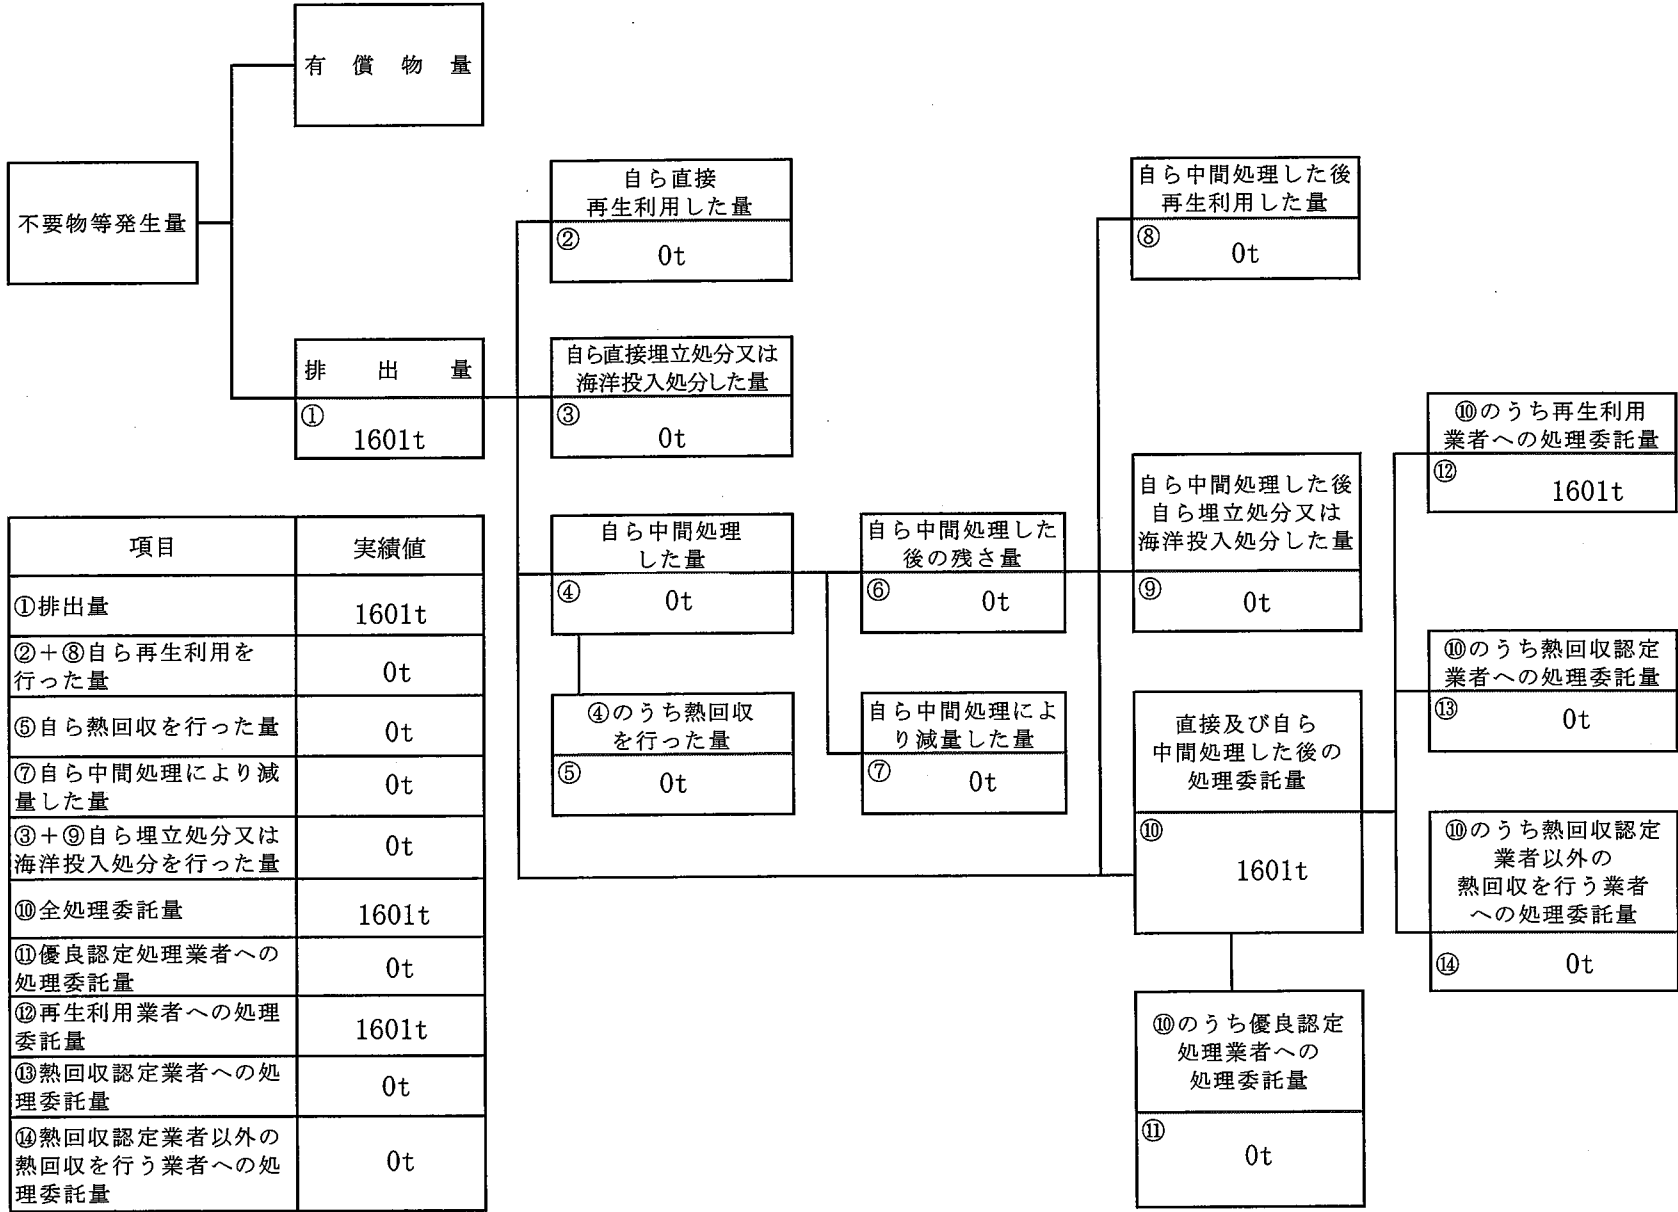 有償物量
不要物等発生量
排出量
①
1601t
自ら直接
再生利用した量
②
0t
自ら直接埋立処分又は
海洋投入処分した量
③
0t
自ら中間処理
した量
④
0t
④のうち熱回収
を行った量
⑤
0t
自ら中間処理した
後の残さ量
⑥
0t
自ら中間処理によ
り減量した量
⑦
0t
自ら中間処理した後
再生利用した量
⑧
0t
自ら中間処理した後
自ら埋立処分又は
海洋投入処分した量
⑨
0t
直接及び自ら
中間処理した後の
処理委託量
⑩
1601t
⑩のうち優良認定
処理業者への
処理委託量
⑪
0t
⑩のうち再生利用
業者への処理委託量
⑫
1601t
⑩のうち熱回収認定
業者への処理委託量
⑬
0t
⑩のうち熱回収認定
業者以外の
熱回収を行う業者
への処理委託量
⑭
0t
項目 実績値
①排出量 1601t
②+⑧自ら再生利用を
行った量 0t
⑤自ら熱回収を行った量 0t
⑦自ら中間処理により減
量した量 0t
③+⑨自ら埋立処分又は
海洋投入処分を行った量 0t
⑩全処理委託量 1601t
⑪優良認定処理業者への
処理委託量 0t
⑫再生利用業者への処理
委託量 1601t
⑬熱回収認定業者への処
理委託量 0t
⑭熱回収認定業者以外の
熱回収を行う業者への処
理委託量 0t